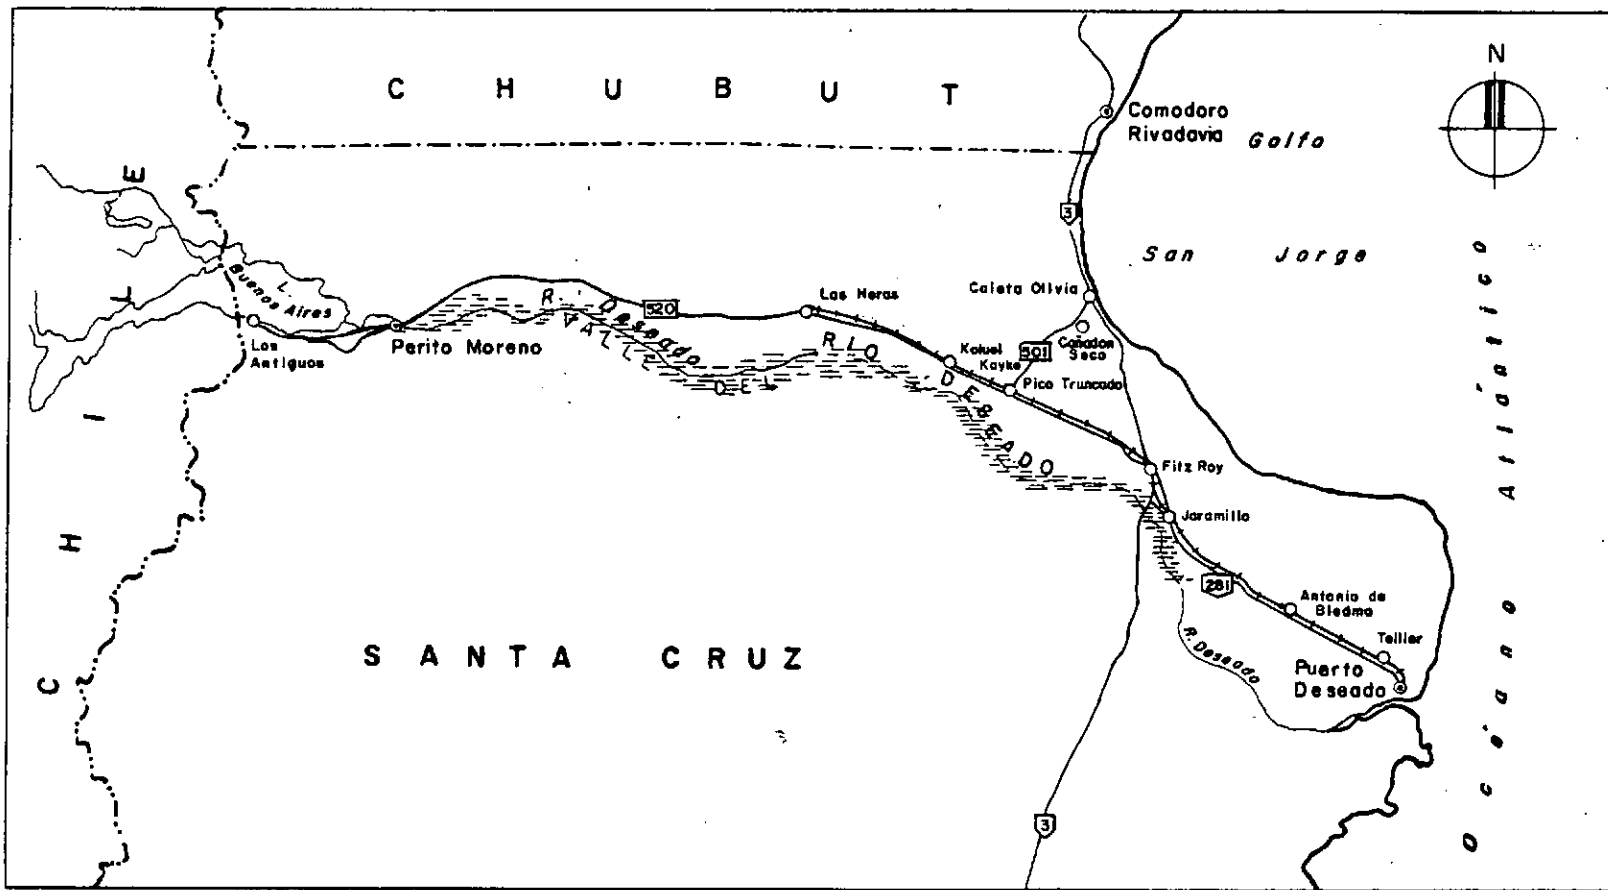 N
C H U B U T
Comodoro
Rivadavia
Golfo
C H I L E
3
San Jorge
L.
Buenos Aires
Caleta Olivia
Las Heras
R. Deseado
520
Los
Antiguos
Perito Moreno
Cañadon
Seco
501
Koluel
Kayke
Pico Truncado
VALLE DEL RIO DESEADO
Fitz Roy
Jaramillo
281
Antonio de
Biedma
Tellier
R. Deseado
Puerto
Deseado
SANTA CRUZ
3
Océano Atlántico